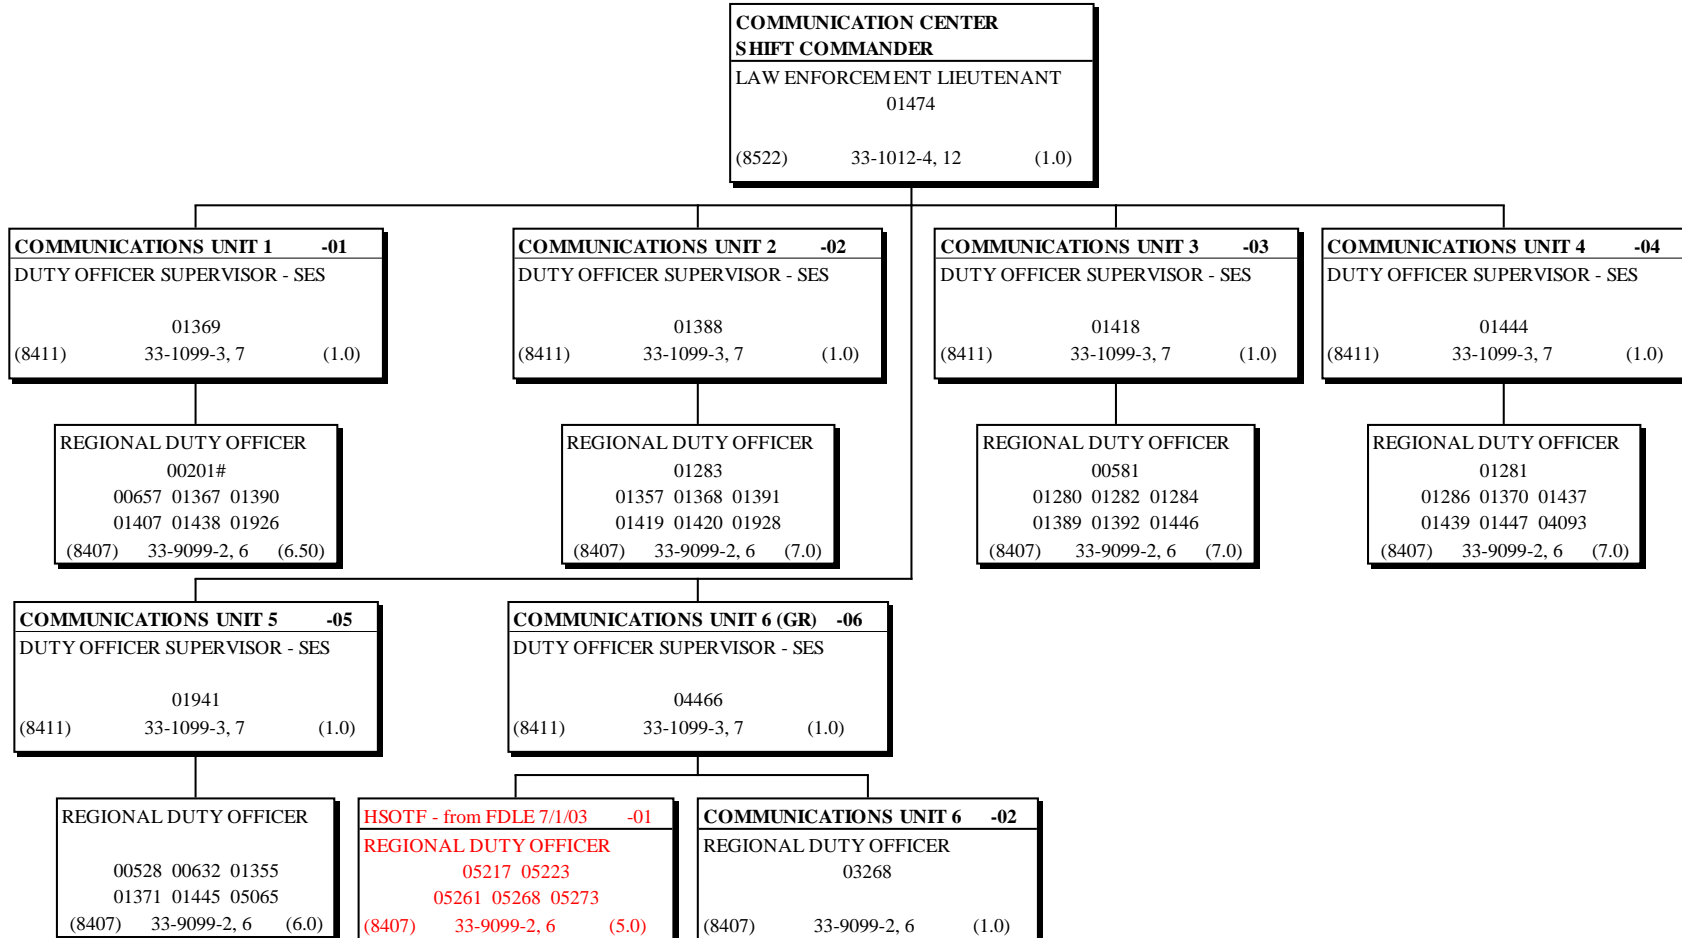 COMMUNICATION CENTER
SHIFT COMMANDER
LAW ENFORCEMENT LIEUTENANT
01474
(8522) 33-1012-4, 12 (1.0)
COMMUNICATIONS UNIT 1 -01
DUTY OFFICER SUPERVISOR - SES
01369
(8411) 33-1099-3, 7 (1.0)
COMMUNICATIONS UNIT 2 -02
DUTY OFFICER SUPERVISOR - SES
01388
(8411) 33-1099-3, 7 (1.0)
COMMUNICATIONS UNIT 3 -03
DUTY OFFICER SUPERVISOR - SES
01418
(8411) 33-1099-3, 7 (1.0)
COMMUNICATIONS UNIT 4 -04
DUTY OFFICER SUPERVISOR - SES
01444
(8411) 33-1099-3, 7 (1.0)
REGIONAL DUTY OFFICER
00201#
00657 01367 01390
01407 01438 01926
(8407) 33-9099-2, 6 (6.50)
REGIONAL DUTY OFFICER
01283
01357 01368 01391
01419 01420 01928
(8407) 33-9099-2, 6 (7.0)
REGIONAL DUTY OFFICER
00581
01280 01282 01284
01389 01392 01446
(8407) 33-9099-2, 6 (7.0)
REGIONAL DUTY OFFICER
01281
01286 01370 01437
01439 01447 04093
(8407) 33-9099-2, 6 (7.0)
COMMUNICATIONS UNIT 5 -05
DUTY OFFICER SUPERVISOR - SES
01941
(8411) 33-1099-3, 7 (1.0)
COMMUNICATIONS UNIT 6 (GR) -06
DUTY OFFICER SUPERVISOR - SES
04466
(8411) 33-1099-3, 7 (1.0)
REGIONAL DUTY OFFICER
00528 00632 01355
01371 01445 05065
(8407) 33-9099-2, 6 (6.0)
HSOTF - from FDLE 7/1/03 -01
REGIONAL DUTY OFFICER
05217 05223
05261 05268 05273
(8407) 33-9099-2, 6 (5.0)
COMMUNICATIONS UNIT 6 -02
REGIONAL DUTY OFFICER
03268
(8407) 33-9099-2, 6 (1.0)